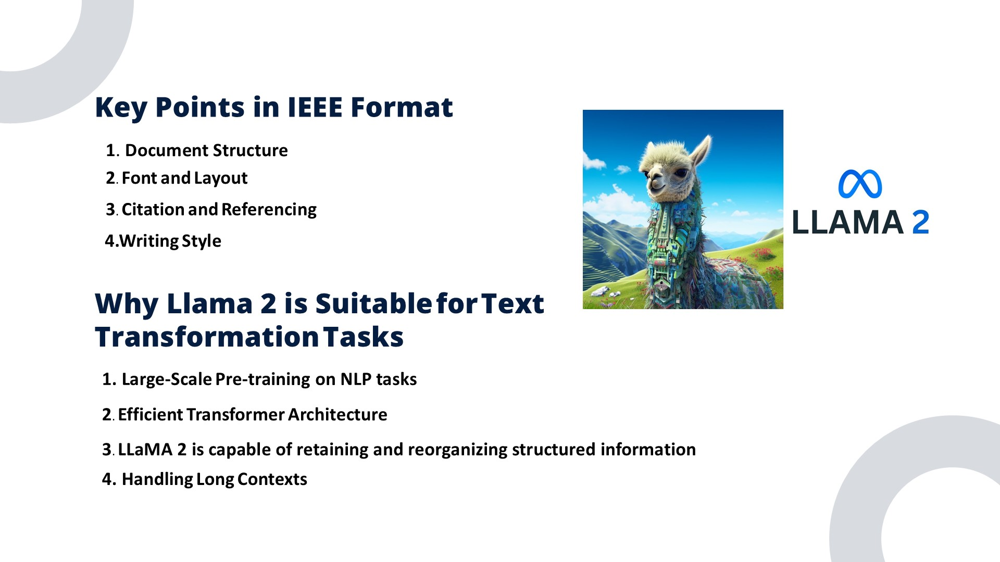 Key Points in IEEE Format
1. Document Structure
2. Font and Layout
3. Citation and Referencing
4.Writing Style
LLAMA 2
Why Llama 2 is Suitable for Text
Transformation Tasks
1. Large-Scale Pre-training on NLP tasks
2. Efficient Transformer Architecture
3. LLaMA 2 is capable of retaining and reorganizing structured information
4. Handling Long Contexts